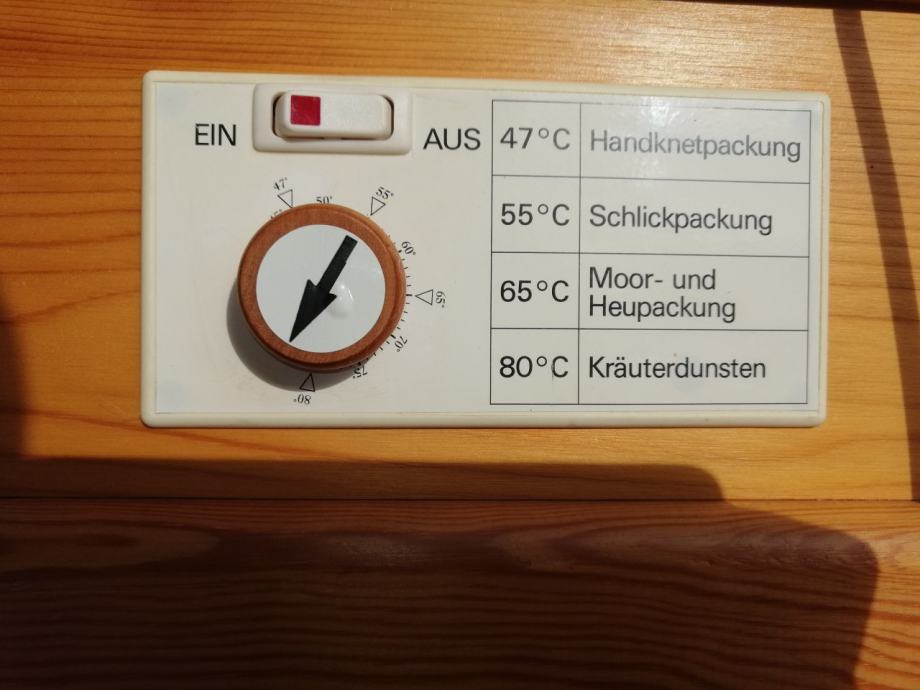 EIN
AUS
47°
50°
55°
60°
65°
70°
75°
80°
47°C Handknetpackung
55°C Schlickpackung
65°C Moor- und
Heupackung
80°C Kräuterdunsten